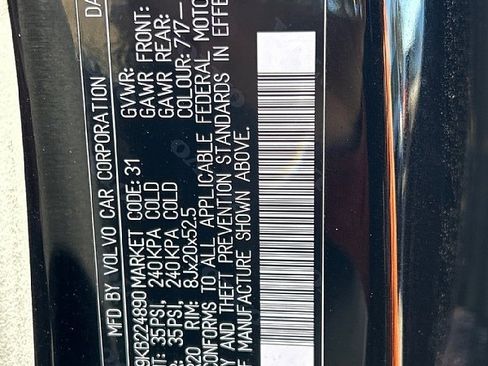 MFD BY VOLVO CAR CORPORATION
GVWR:
GAWR FRONT:
GAWR REAR:
9KB224890 MARKET CODE: 31 COLOUR: 717-
35PSI, 240KPA COLD
35PSI, 240KPA COLD
20 RIM: 8Jx20x52.5
CONFORMS TO ALL APPLICABLE FEDERAL MOTOR
AND THEFT PREVENTION STANDARDS IN EFFE
MANUFACTURE SHOWN ABOVE.